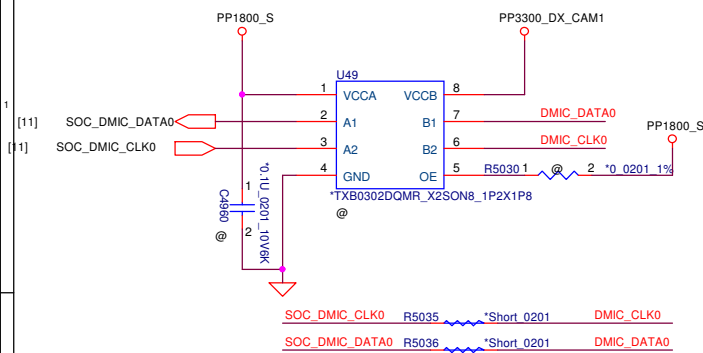 PP1800_S
PP3300_DX_CAM1
U49
1 VCCA VCCB 8
1
[11] SOC_DMIC_DATA0 2 A1 B1 7 DMIC_DATA0
PP1800_S
[11] SOC_DMIC_CLK0 3 A2 B2 6 DMIC_CLK0
4 GND OE 5 R5030 1 @ 2 *0_0201_1%
*TXB0302DQMR_X2SON8_1P2X1P8
@
1
C4960
*0.1U_0201_10V6K
@
2
SOC_DMIC_CLK0 R5035 *Short_0201 DMIC_CLK0
SOC_DMIC_DATA0 R5036 *Short_0201 DMIC_DATA0